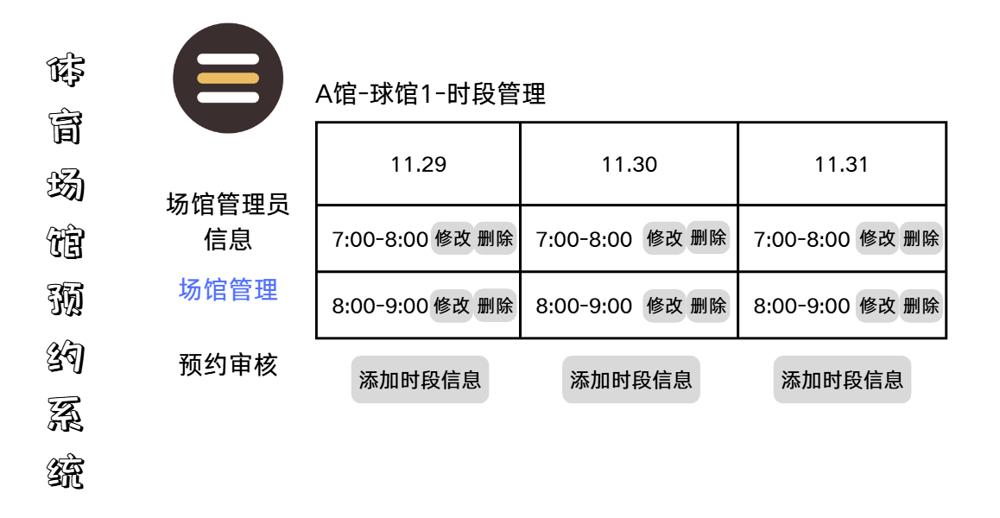 体育场馆预约系统
场馆管理员
信息
场馆管理
预约审核
A馆-球馆1-时段管理
11.29 11.30 11.31
7:00-8:00 修改 删除 7:00-8:00 修改 删除 7:00-8:00 修改 删除
8:00-9:00 修改 删除 8:00-9:00 修改 删除 8:00-9:00 修改 删除
添加时段信息 添加时段信息 添加时段信息